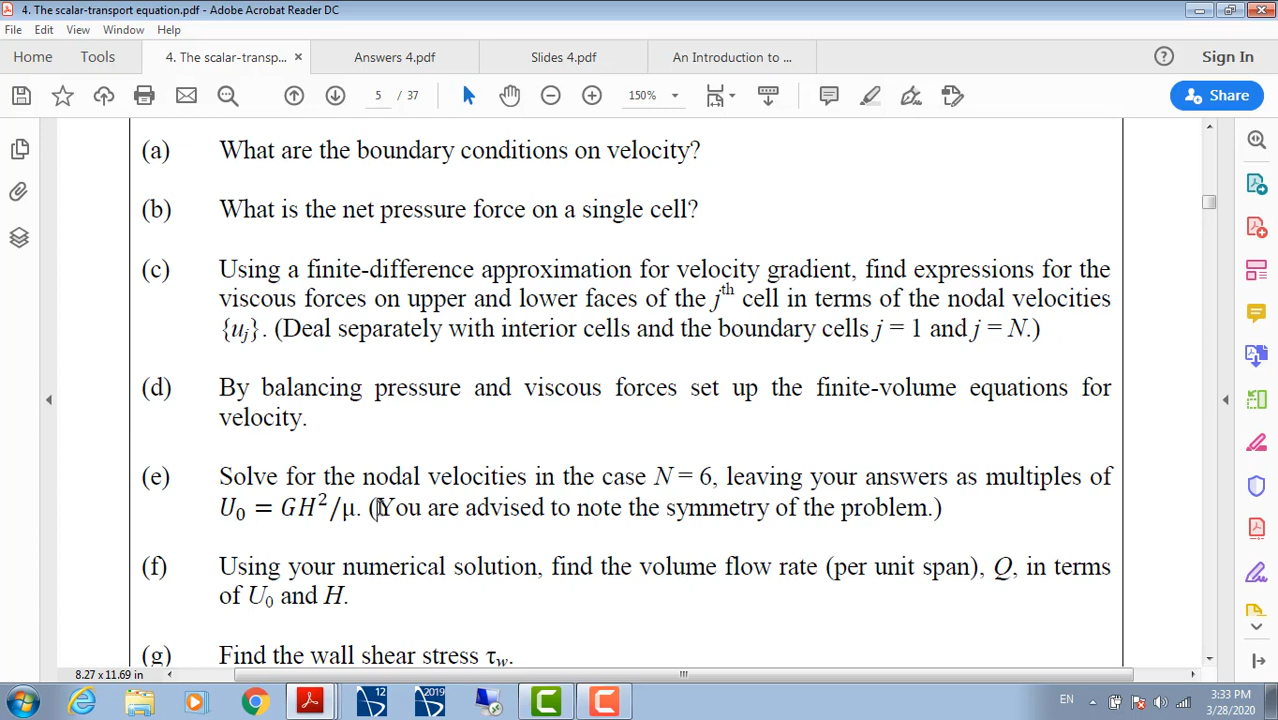 4. The scalar-transport equation.pdf - Adobe Acrobat Reader DC
File Edit View Window Help
Home Tools 4. The scalar-transp... × Answers 4.pdf Slides 4.pdf An Introduction to ... Sign In
5 / 37 150% Share
(a) What are the boundary conditions on velocity?
(b) What is the net pressure force on a single cell?
(c) Using a finite-difference approximation for velocity gradient, find expressions for the
viscous forces on upper and lower faces of the jth cell in terms of the nodal velocities
{uj}. (Deal separately with interior cells and the boundary cells j = 1 and j = N.)
(d) By balancing pressure and viscous forces set up the finite-volume equations for
velocity.
(e) Solve for the nodal velocities in the case N = 6, leaving your answers as multiples of
U₀ = GH²/μ. (You are advised to note the symmetry of the problem.)
(f) Using your numerical solution, find the volume flow rate (per unit span), Q, in terms
of U₀ and H.
(g) Find the wall shear stress τw.
8.27 x 11.69 in
12 2019 EN 3:33 PM
3/28/2020